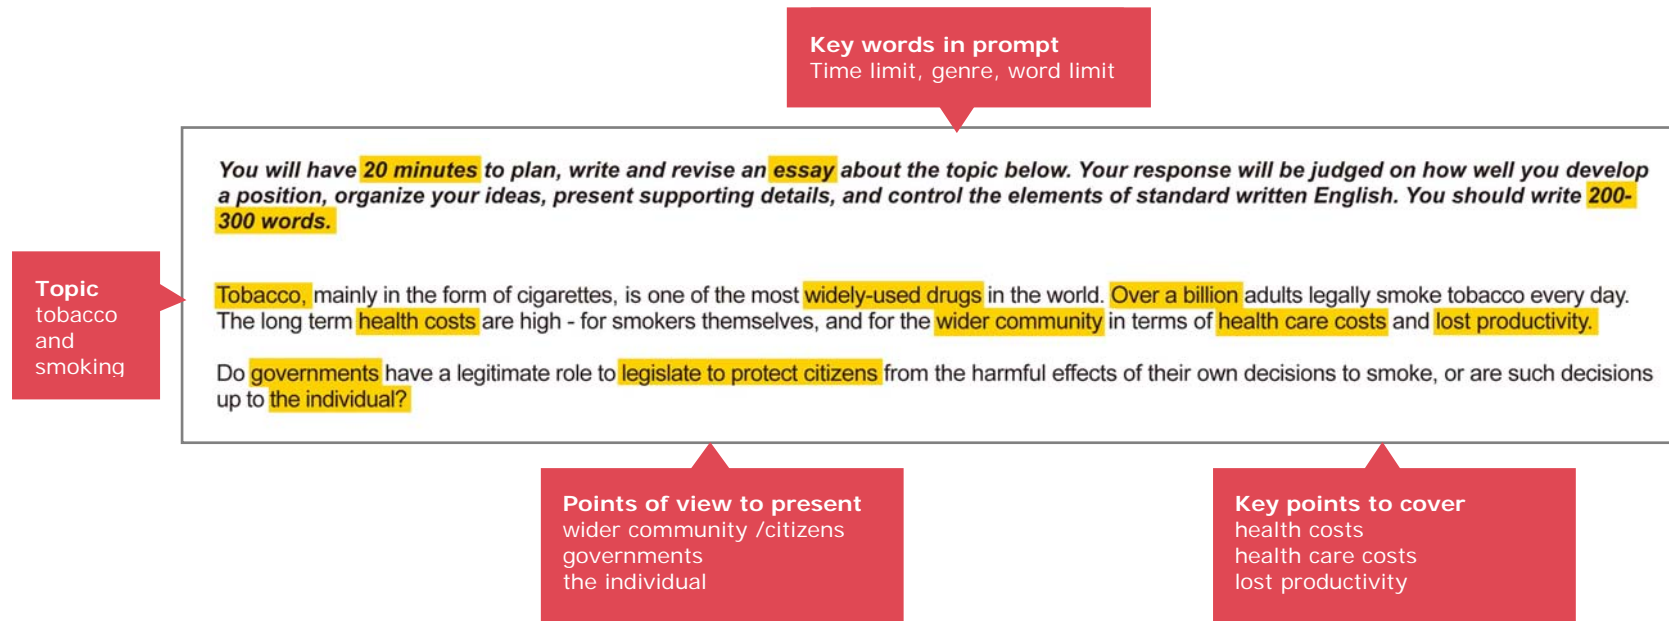 Key words in prompt
Time limit, genre, word limit
You will have 20 minutes to plan, write and revise an essay about the topic below. Your response will be judged on how well you develop
a position, organize your ideas, present supporting details, and control the elements of standard written English. You should write 200-
300 words.
Topic
tobacco
and
smoking
Tobacco, mainly in the form of cigarettes, is one of the most widely-used drugs in the world. Over a billion adults legally smoke tobacco every day.
The long term health costs are high - for smokers themselves, and for the wider community in terms of health care costs and lost productivity.
Do governments have a legitimate role to legislate to protect citizens from the harmful effects of their own decisions to smoke, or are such decisions
up to the individual?
Points of view to present
wider community /citizens
governments
the individual
Key points to cover
health costs
health care costs
lost productivity